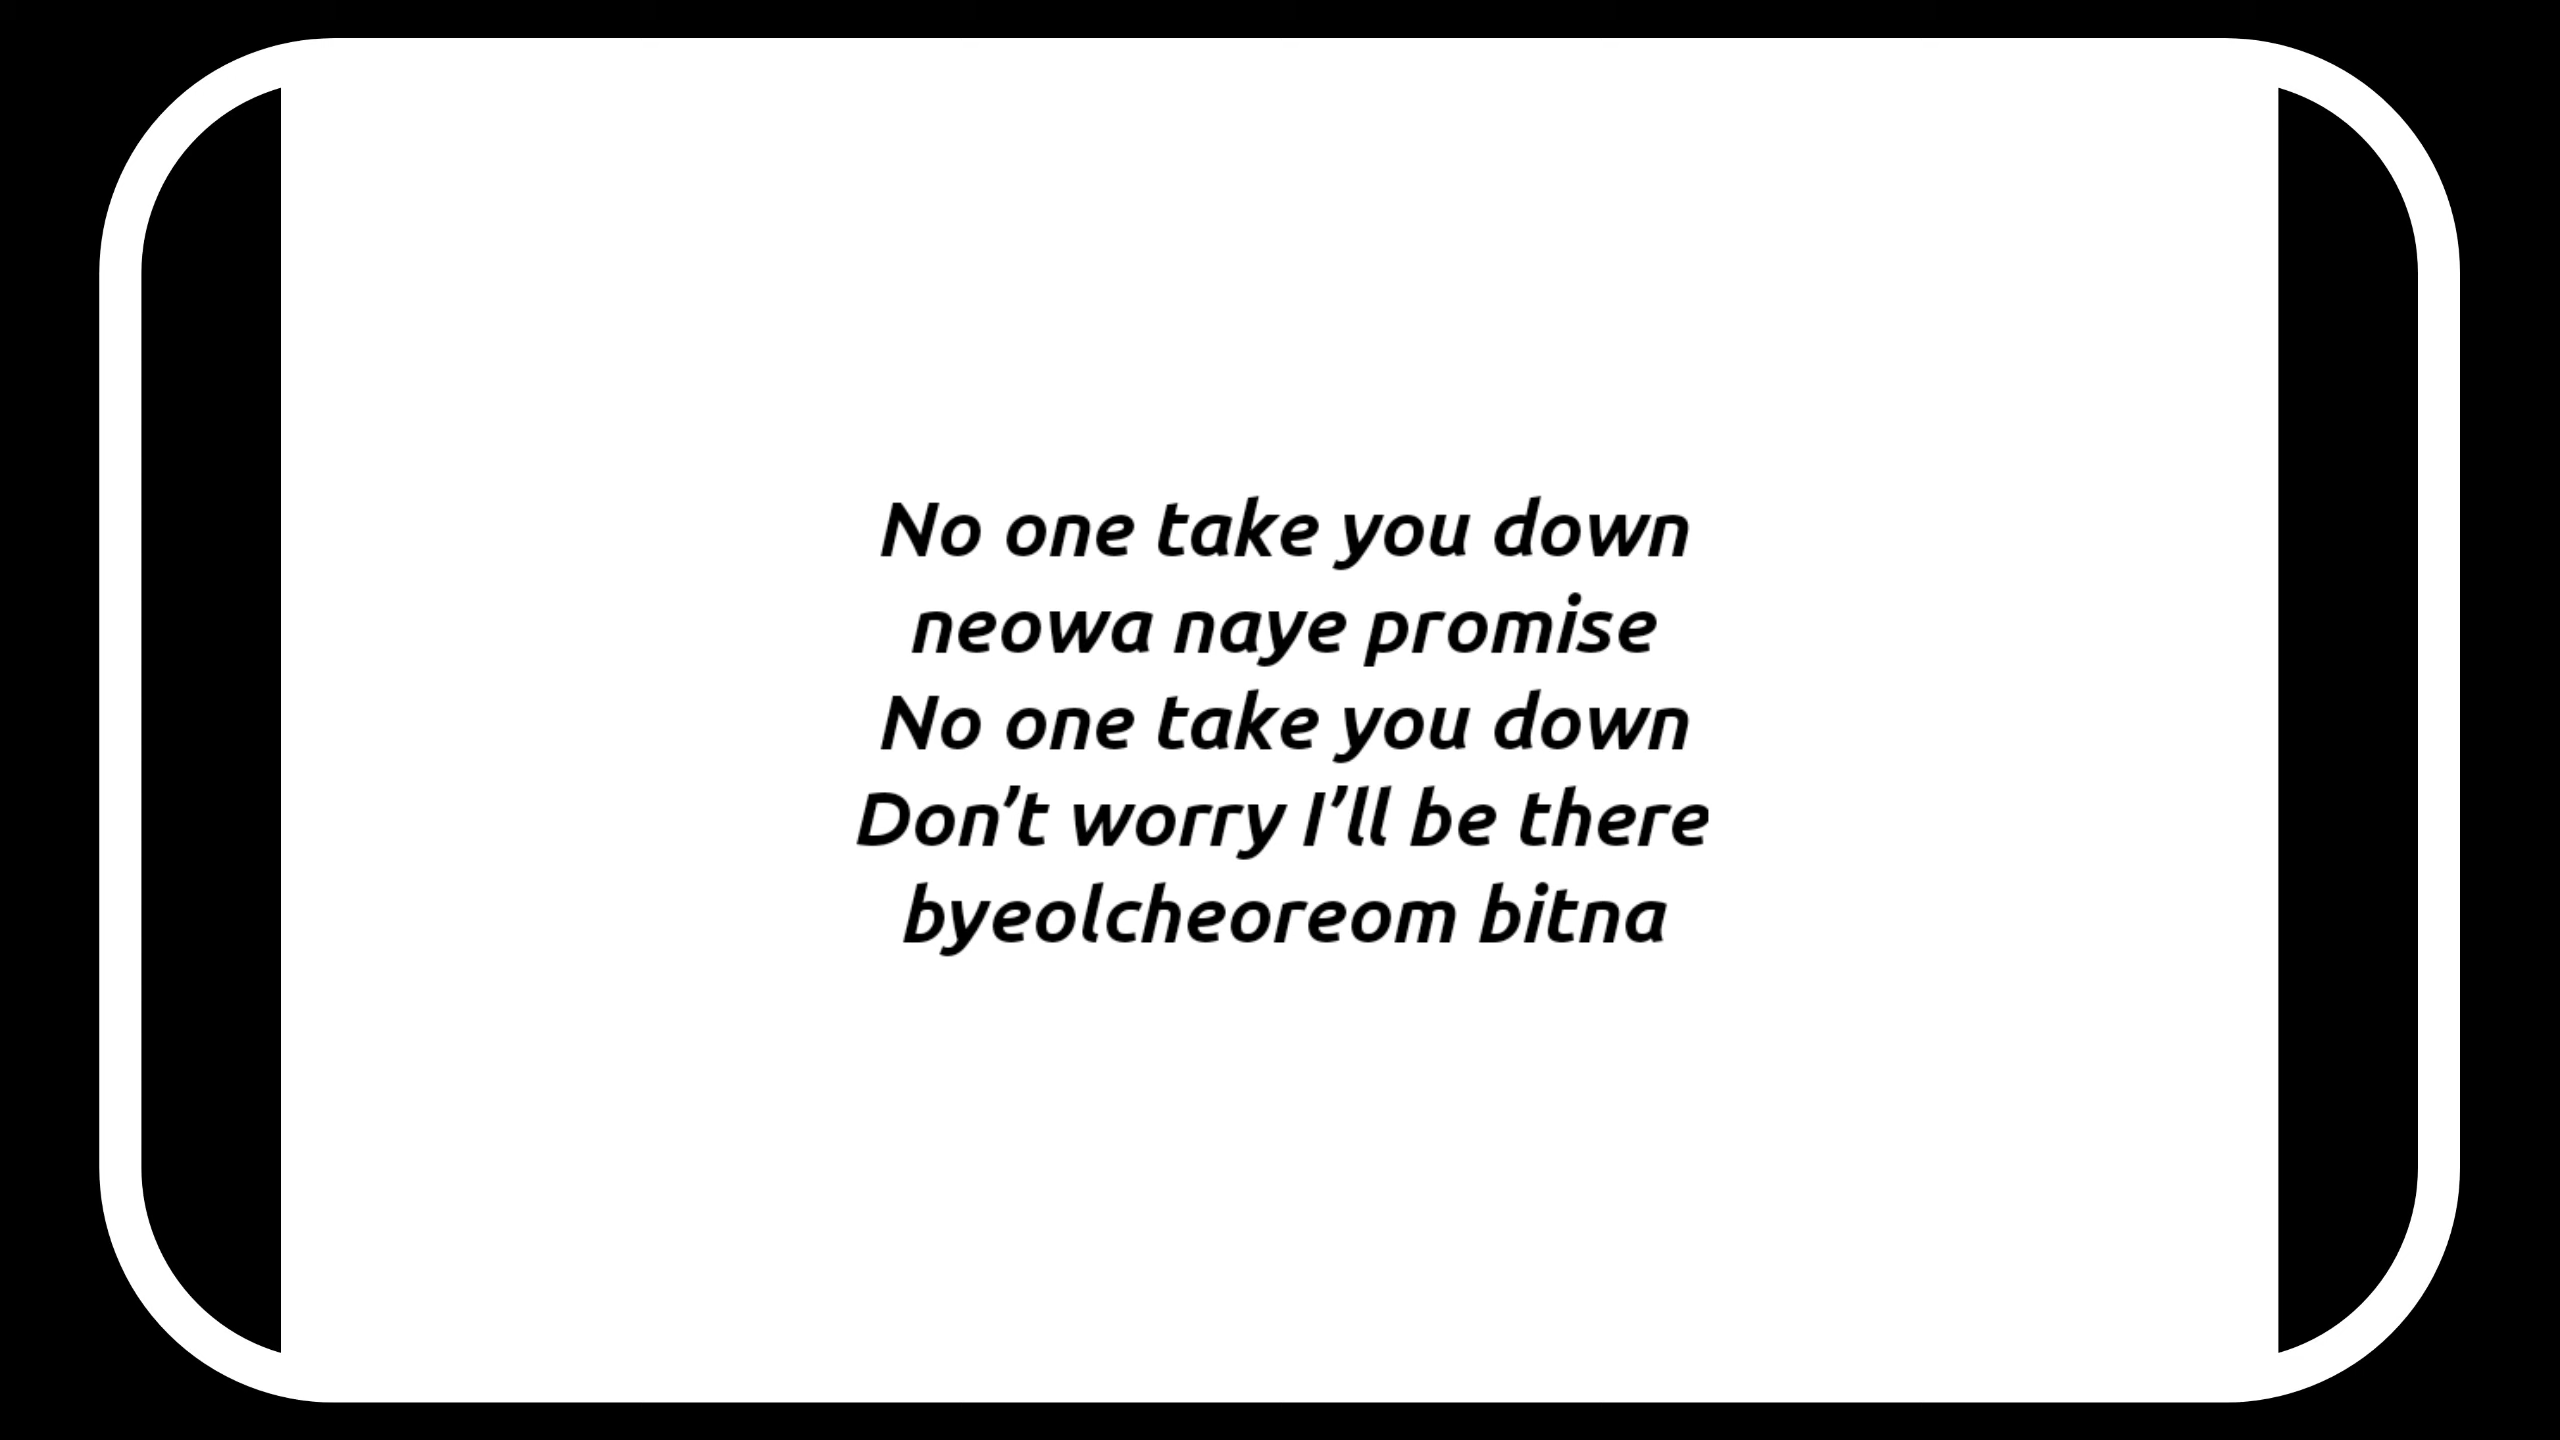 No one take you down
neowa naye promise
No one take you down
Don’t worry I’ll be there
byeolcheoreom bitna